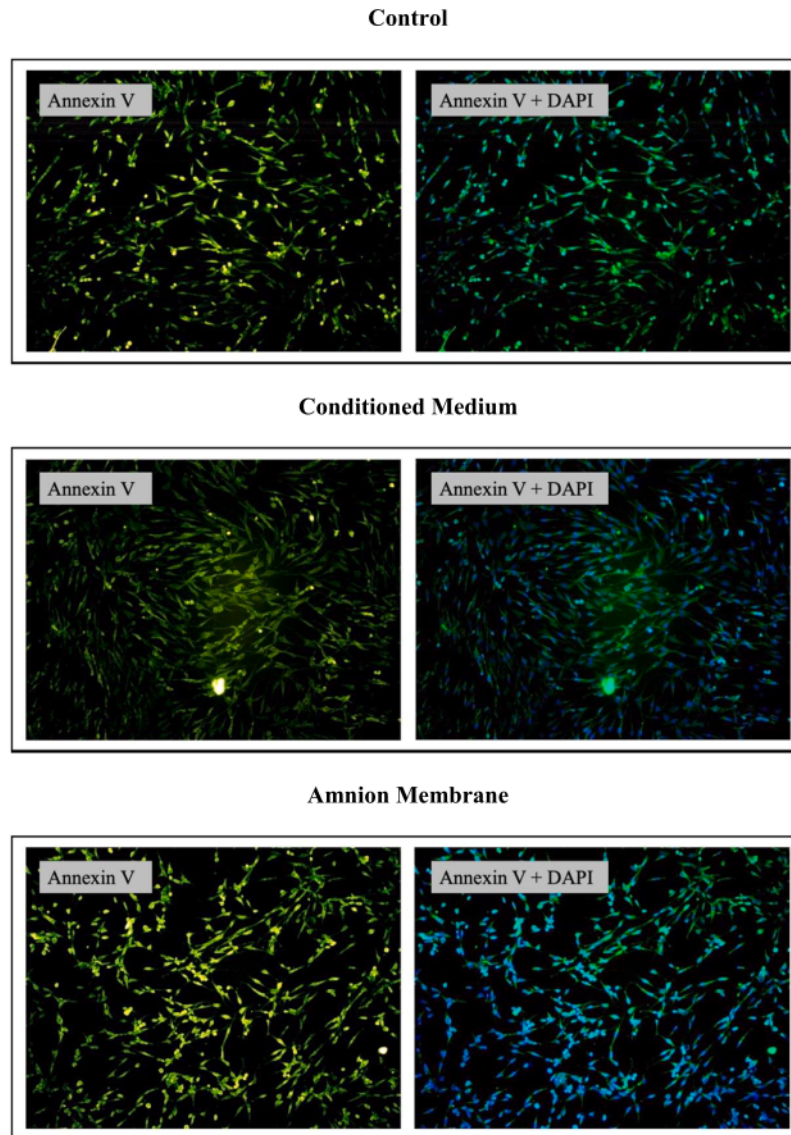 Control
Annexin V
Annexin V + DAPI
Conditioned Medium
Annexin V
Annexin V + DAPI
Amnion Membrane
Annexin V
Annexin V + DAPI